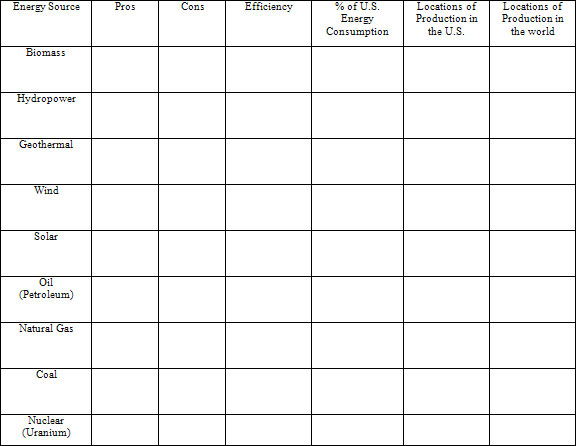 Energy Source
Pros
Cons
Efficiency
% of U.S.
Energy
Consumption
Locations of
Production in
the U.S.
Locations of
Production in
the world
Biomass
Hydropower
Geothermal
Wind
Solar
Oil
(Petroleum)
Natural Gas
Coal
Nuclear
(Uranium)